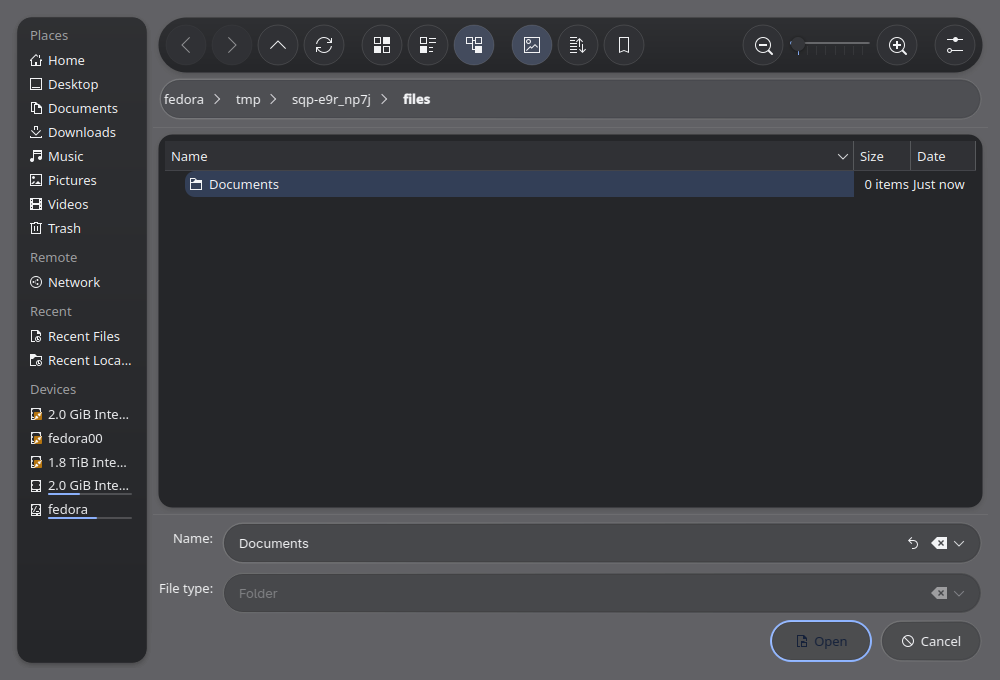 Places
Home
Desktop
Documents
Downloads
Music
Pictures
Videos
Trash
Remote
Network
Recent
Recent Files
Recent Loca...
Devices
2.0 GiB Inte...
fedora00
1.8 TiB Inte...
2.0 GiB Inte...
fedora
fedora > tmp > sqp-e9r_np7j > files
Name Size Date
Documents 0 items Just now
Name: Documents
File type: Folder
Open Cancel